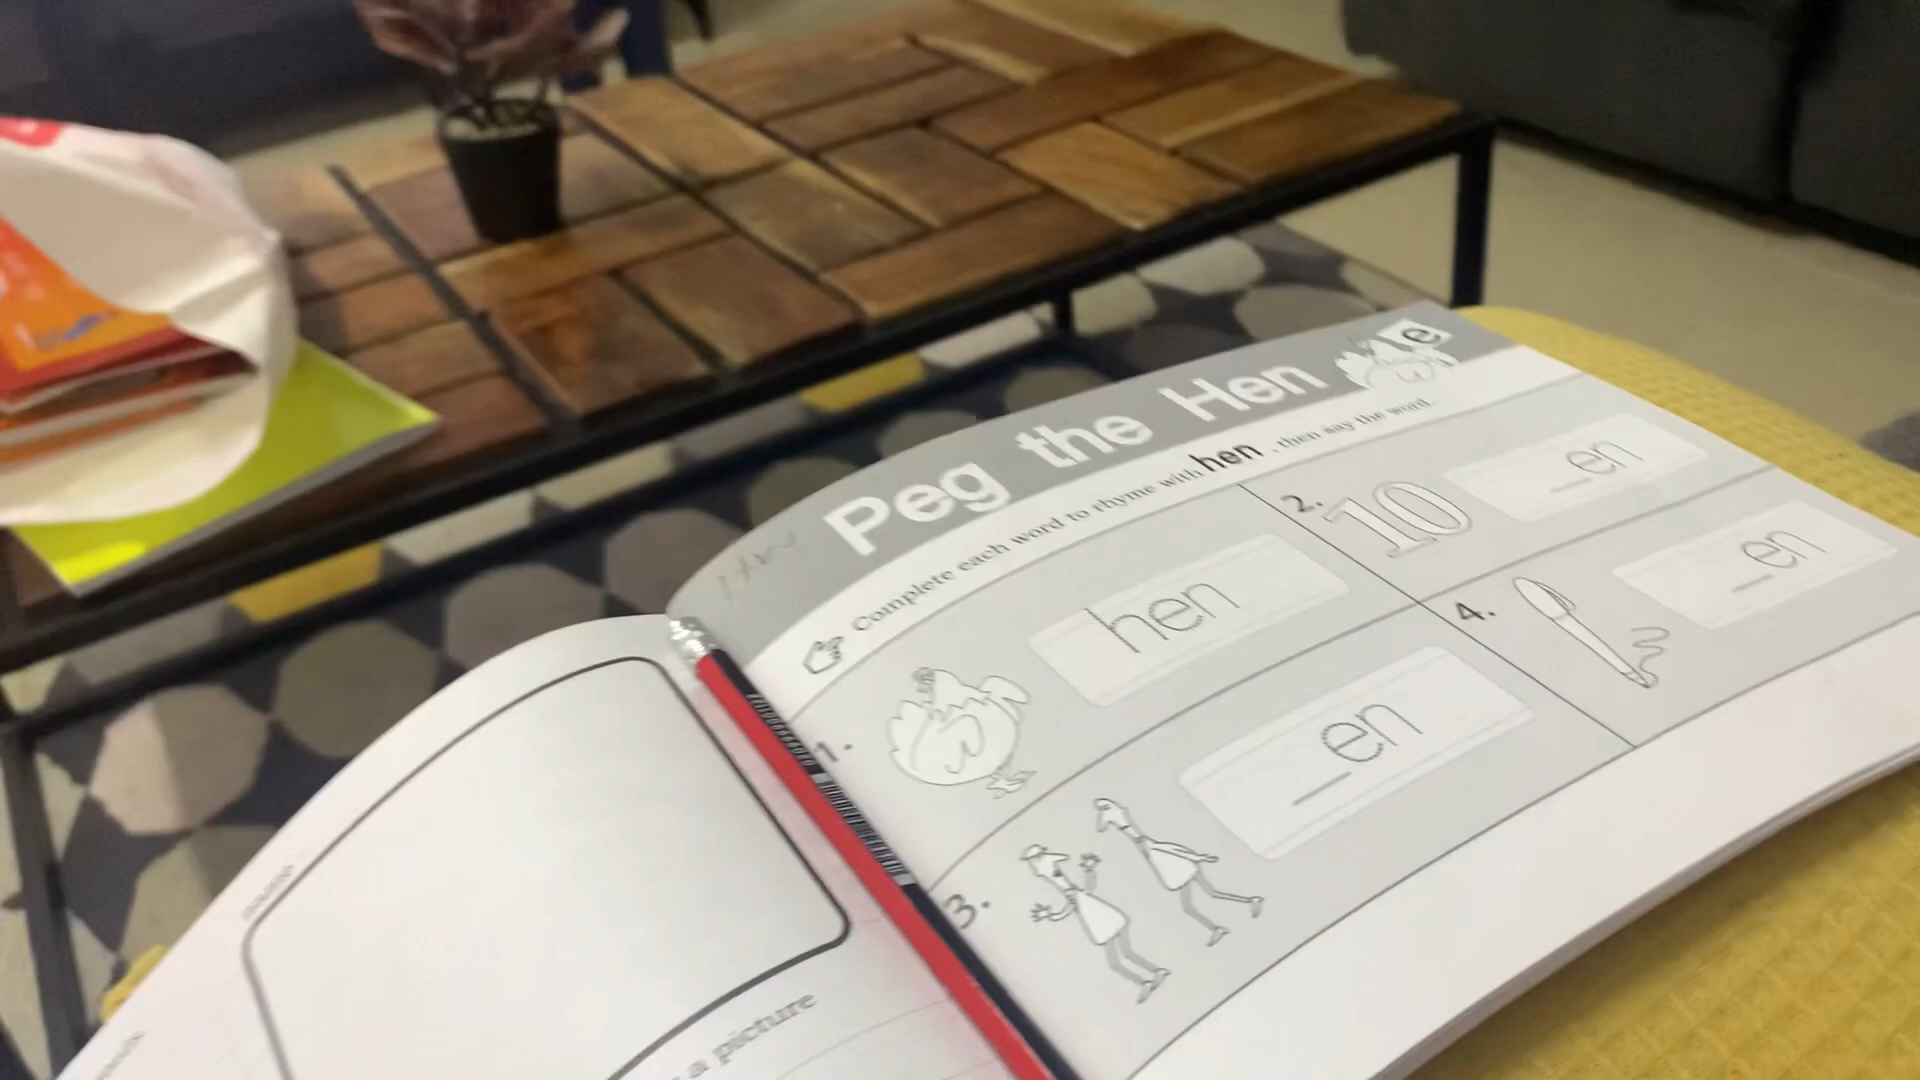 HW
Peg the Hen
e
Complete each word to rhyme with hen, then say the word.
1.
hen
2.
10
_en
3.
_en
4.
_en
a picture